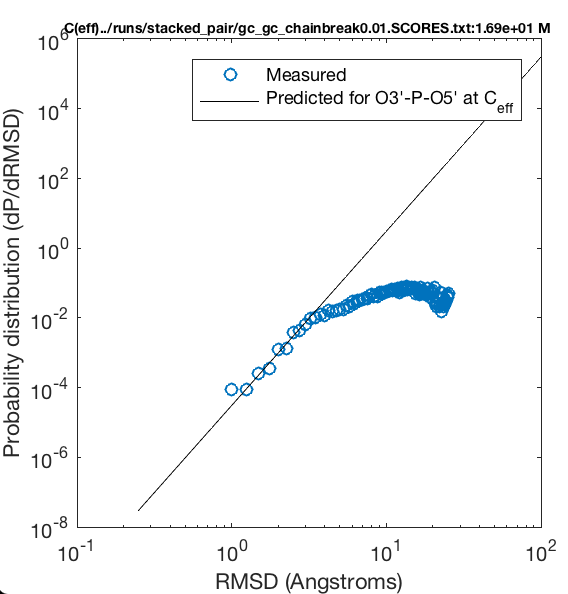 C(eff)../runs/stacked_pair/gc_gc_chainbreak0.01.SCORES.txt:1.69e+01 M
10^6
Measured
Predicted for O3'-P-O5' at C_eff
10^4
10^2
10^0
10^-2
10^-4
10^-6
10^-8
Probability distribution (dP/dRMSD)
10^-1 10^0 10^1 10^2
RMSD (Angstroms)